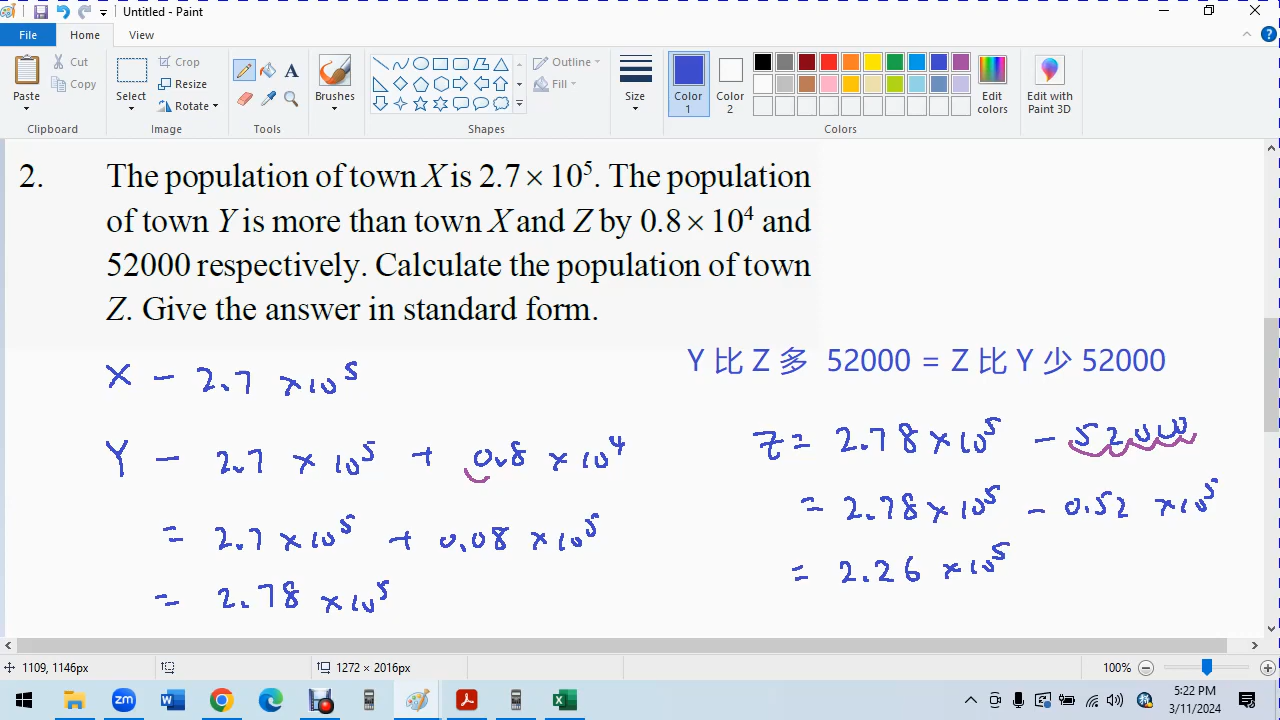 Untitled - Paint
File Home View
Paste Cut Copy Clipboard
Select Crop Resize Rotate Image
Tools
Brushes
Outline Fill Shapes
Size
Color 1 Color 2 Edit colors Colors
Edit with Paint 3D
2. The population of town X is 2.7 × 10⁵. The population
of town Y is more than town X and Z by 0.8 × 10⁴ and
52000 respectively. Calculate the population of town
Z. Give the answer in standard form.
X - 2.7 × 10⁵
Y - 2.7 × 10⁵ + 0.8 × 10⁴
= 2.7 × 10⁵ + 0.08 × 10⁵
= 2.78 × 10⁵
Y 比 Z 多 52000 = Z 比 Y 少 52000
Z = 2.78 × 10⁵ - 52000
= 2.78 × 10⁵ - 0.52 × 10⁵
= 2.26 × 10⁵
1109, 1146px 1272 × 2016px 100%
zm W X
5:22 PM
3/11/2024